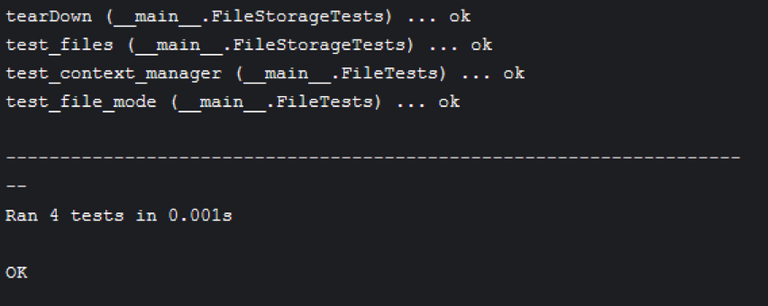 tearDown (__main__.FileStorageTests) ... ok
test_files (__main__.FileStorageTests) ... ok
test_context_manager (__main__.FileTests) ... ok
test_file_mode (__main__.FileTests) ... ok
--------------------------------------------------------------------
--
Ran 4 tests in 0.001s
OK